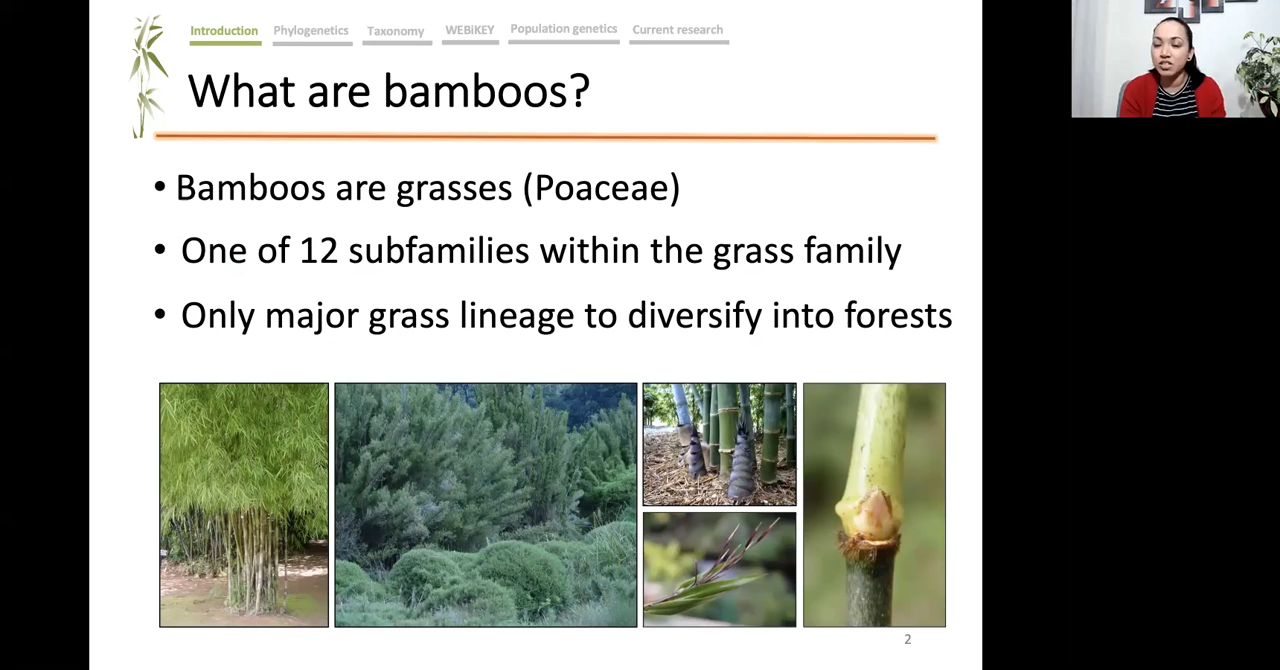 Introduction Phylogenetics Taxonomy WEBiKEY Population genetics Current research
What are bamboos?
• Bamboos are grasses (Poaceae)
• One of 12 subfamilies within the grass family
• Only major grass lineage to diversify into forests
2